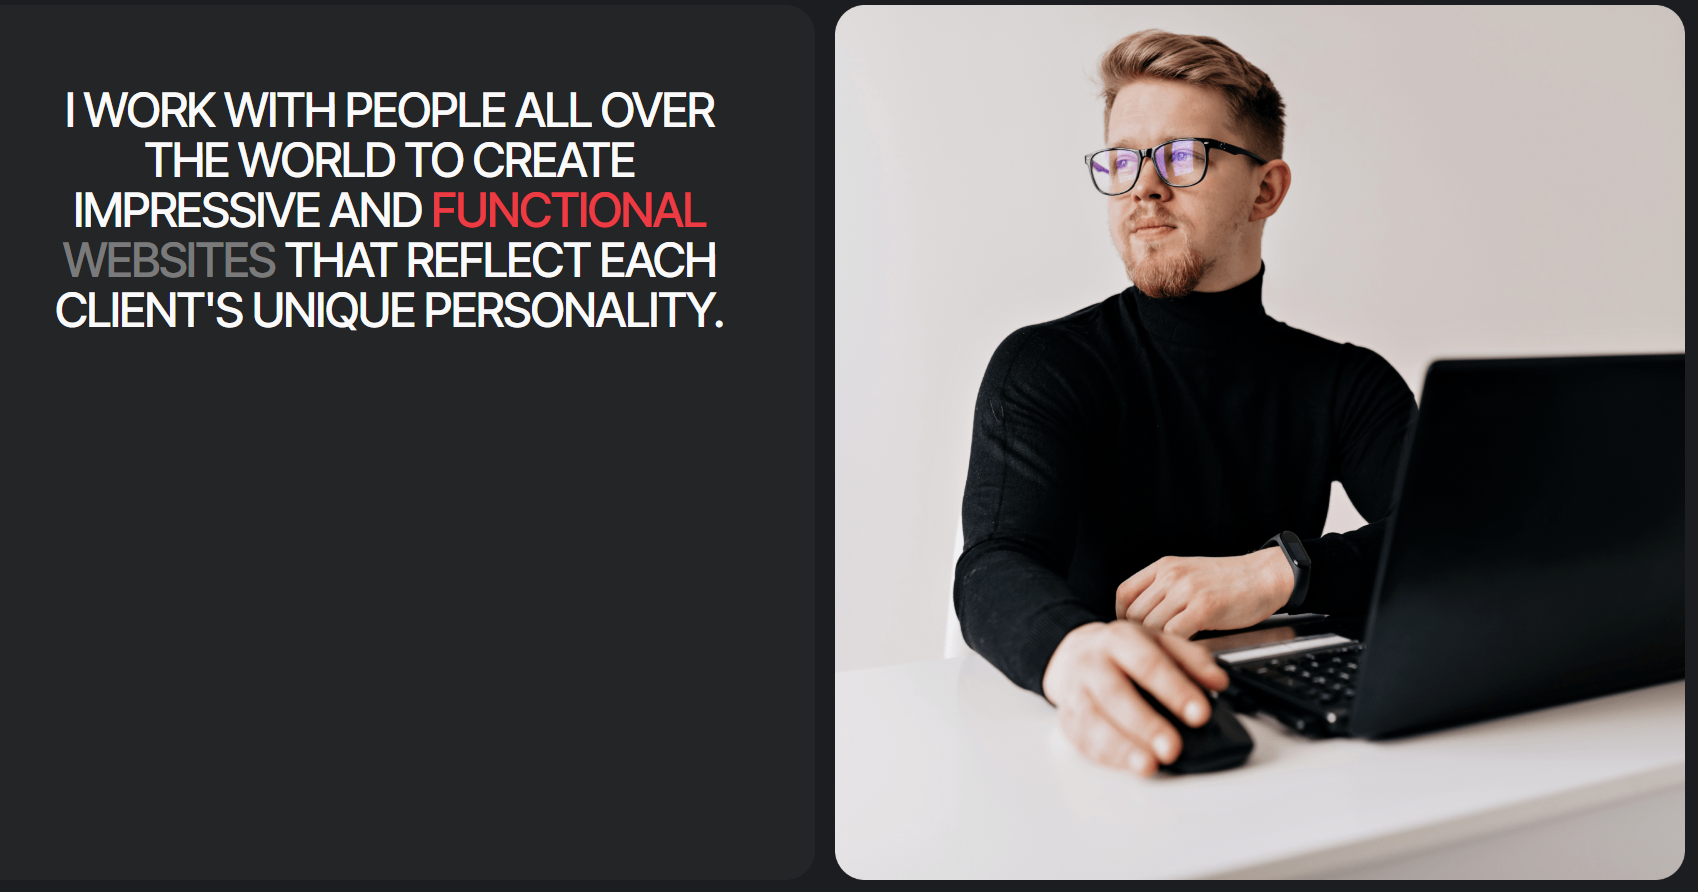 I WORK WITH PEOPLE ALL OVER
THE WORLD TO CREATE
IMPRESSIVE AND FUNCTIONAL
WEBSITES THAT REFLECT EACH
CLIENT'S UNIQUE PERSONALITY.